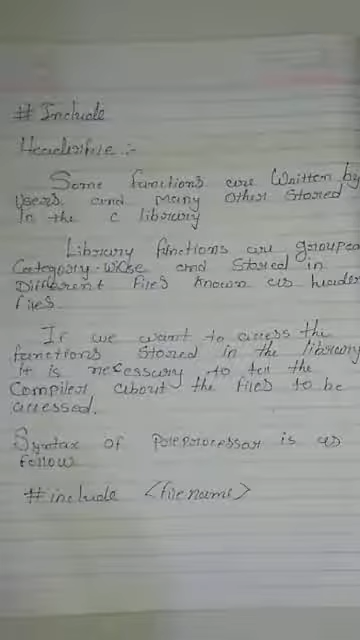 # Include
Headerfile :-
Some functions are Written by
Users and many other Stored
In the C library
Library functions are grouped
Category-wise and Stored in
Different files known as header
files.
If we want to access the
functions Stored in the library
it is necessary to tell the
Compiler about the files to be
accessed.
Syntax of Preprocessor is as
follow
#include <filename>